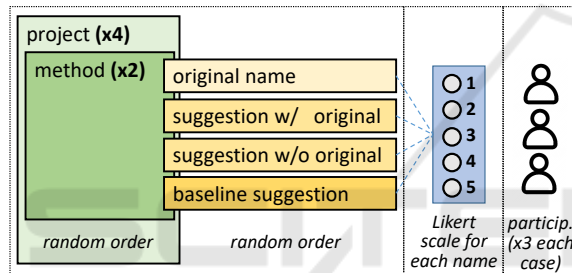 project (x4)
method (x2)
original name
suggestion w/ original
suggestion w/o original
baseline suggestion
random order
random order
1
2
3
4
5
Likert
scale for
each name
particip.
(x3 each
case)